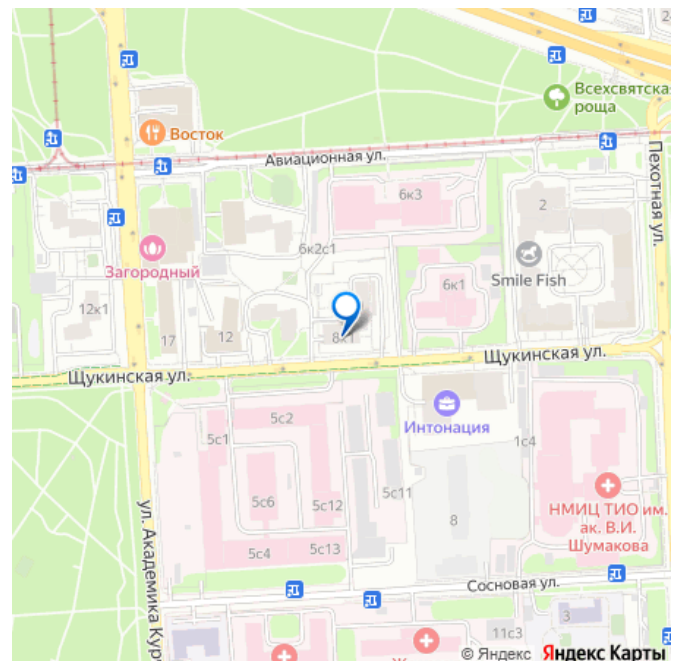 Всехсвятска
роща
Восток
Авиационная ул.
Пехотная ул.
6к3
2
6к2с1
Загородный
Smile Fish
6к1
12к1
17
12
8к1
Щукинская ул.
Щукинская ул.
Интонация
5с2
5с1
1с4
5с6
5с12
5с11
8
НМИЦ ТИО им.
ак. В.И.
Шумакова
5с4
5с13
ул. Академика Кур
Сосновая ул.
3
11с3
© Яндекс Яндекс Карты